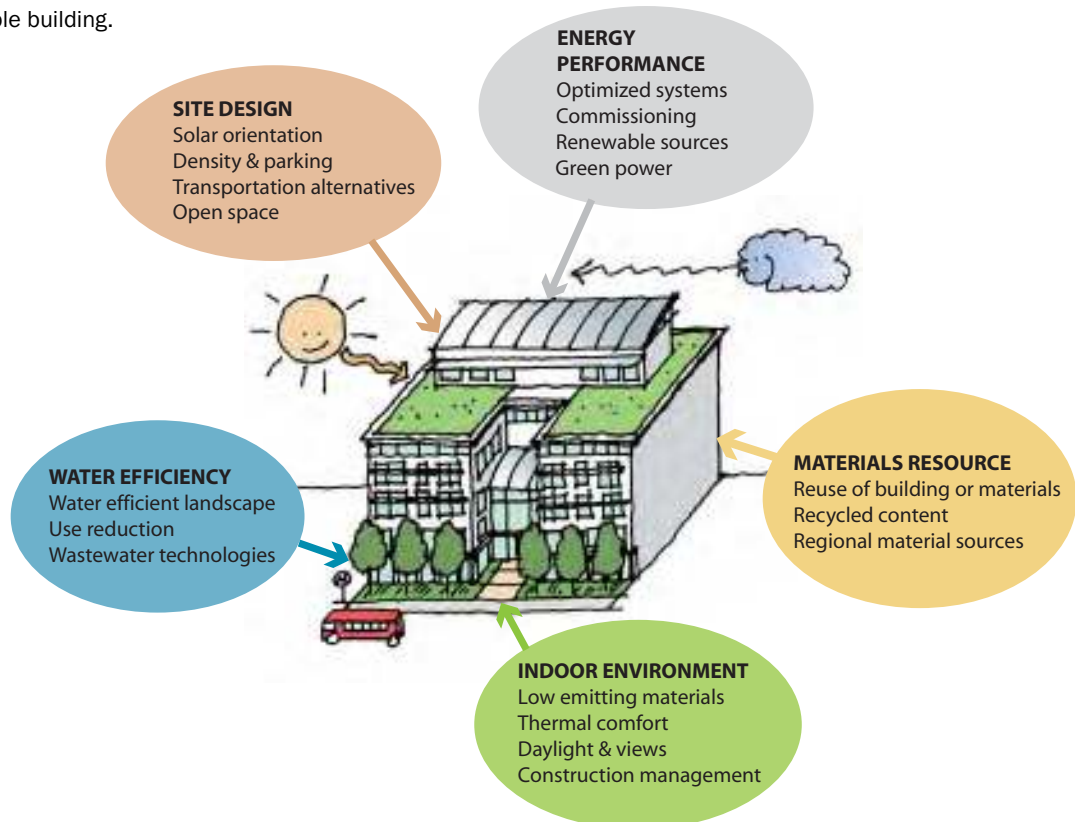 ble building.
ENERGY
PERFORMANCE
Optimized systems
Commissioning
Renewable sources
Green power
SITE DESIGN
Solar orientation
Density & parking
Transportation alternatives
Open space
WATER EFFICIENCY
Water efficient landscape
Use reduction
Wastewater technologies
MATERIALS RESOURCE
Reuse of building or materials
Recycled content
Regional material sources
INDOOR ENVIRONMENT
Low emitting materials
Thermal comfort
Daylight & views
Construction management